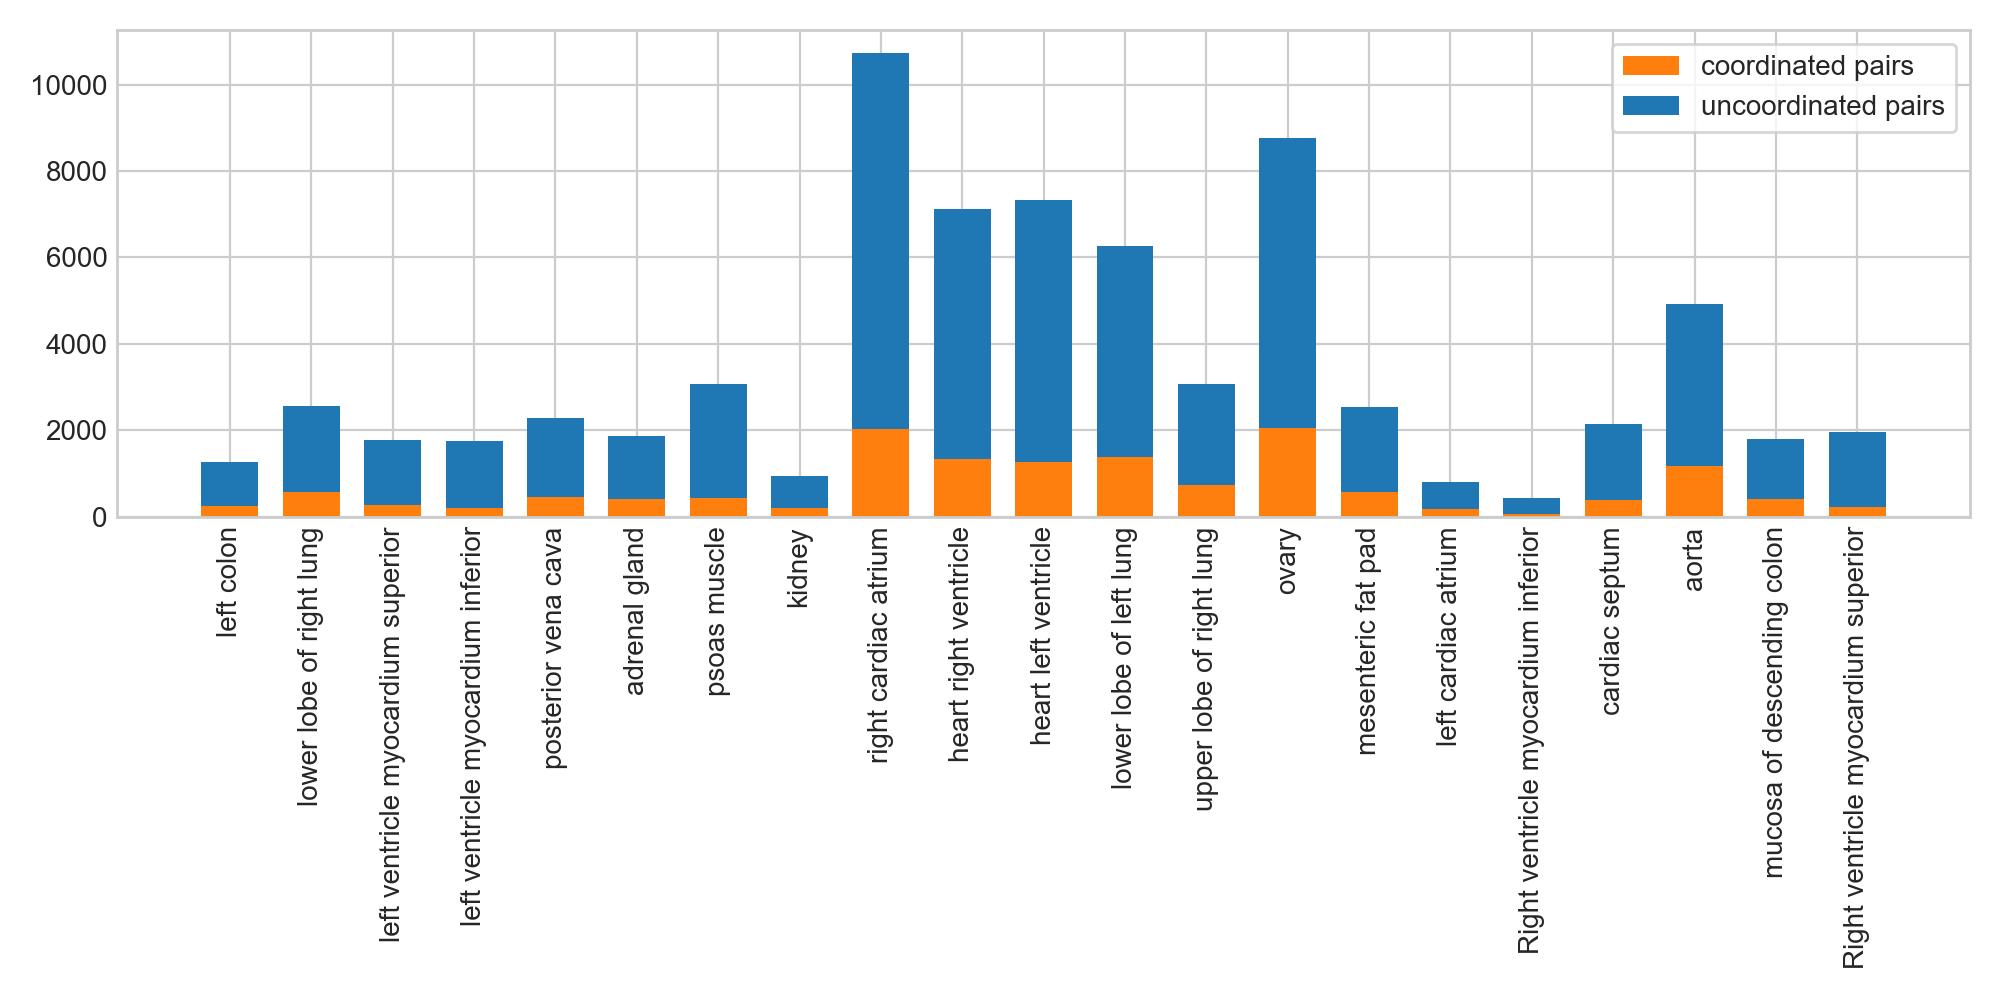 coordinated pairs
uncoordinated pairs
10000
8000
6000
4000
2000
0
left colon
lower lobe of right lung
left ventricle myocardium superior
left ventricle myocardium inferior
posterior vena cava
adrenal gland
psoas muscle
kidney
right cardiac atrium
heart right ventricle
heart left ventricle
lower lobe of left lung
upper lobe of right lung
ovary
mesenteric fat pad
left cardiac atrium
Right ventricle myocardium inferior
cardiac septum
aorta
mucosa of descending colon
Right ventricle myocardium superior